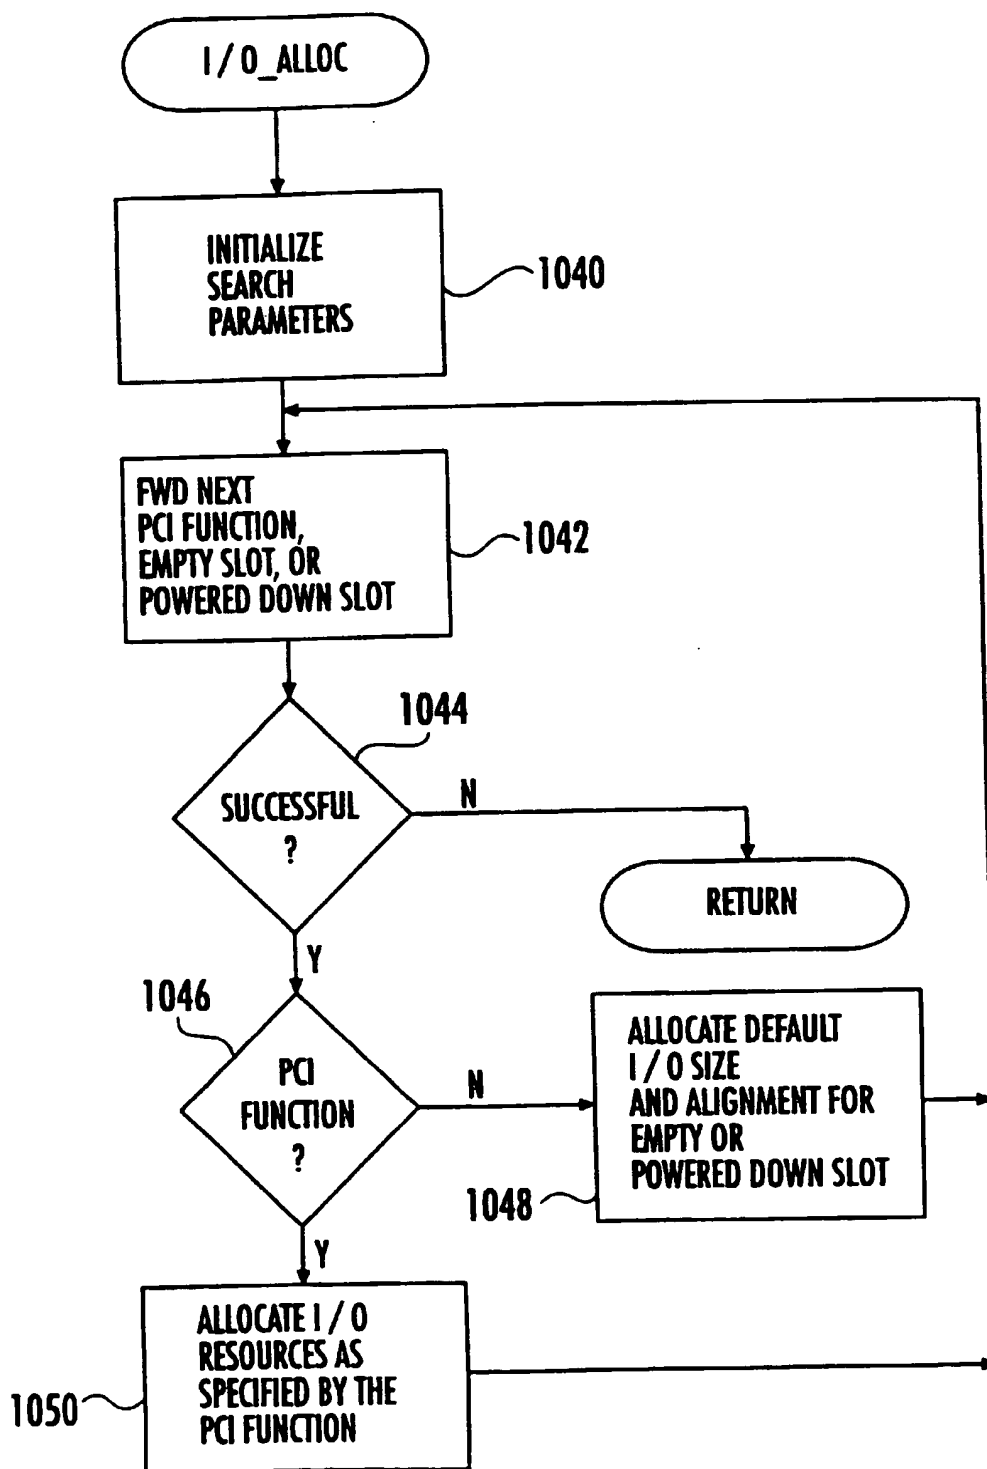 I / O_ALLOC
INITIALIZE
SEARCH
PARAMETERS
1040
FWD NEXT
PCI FUNCTION,
EMPTY SLOT, OR
POWERED DOWN SLOT
1042
1044
SUCCESSFUL
?
N
RETURN
Y
1046
PCI
FUNCTION
?
N
ALLOCATE DEFAULT
I / O SIZE
AND ALIGNMENT FOR
EMPTY OR
POWERED DOWN SLOT
1048
Y
ALLOCATE I / O
RESOURCES AS
SPECIFIED BY THE
PCI FUNCTION
1050